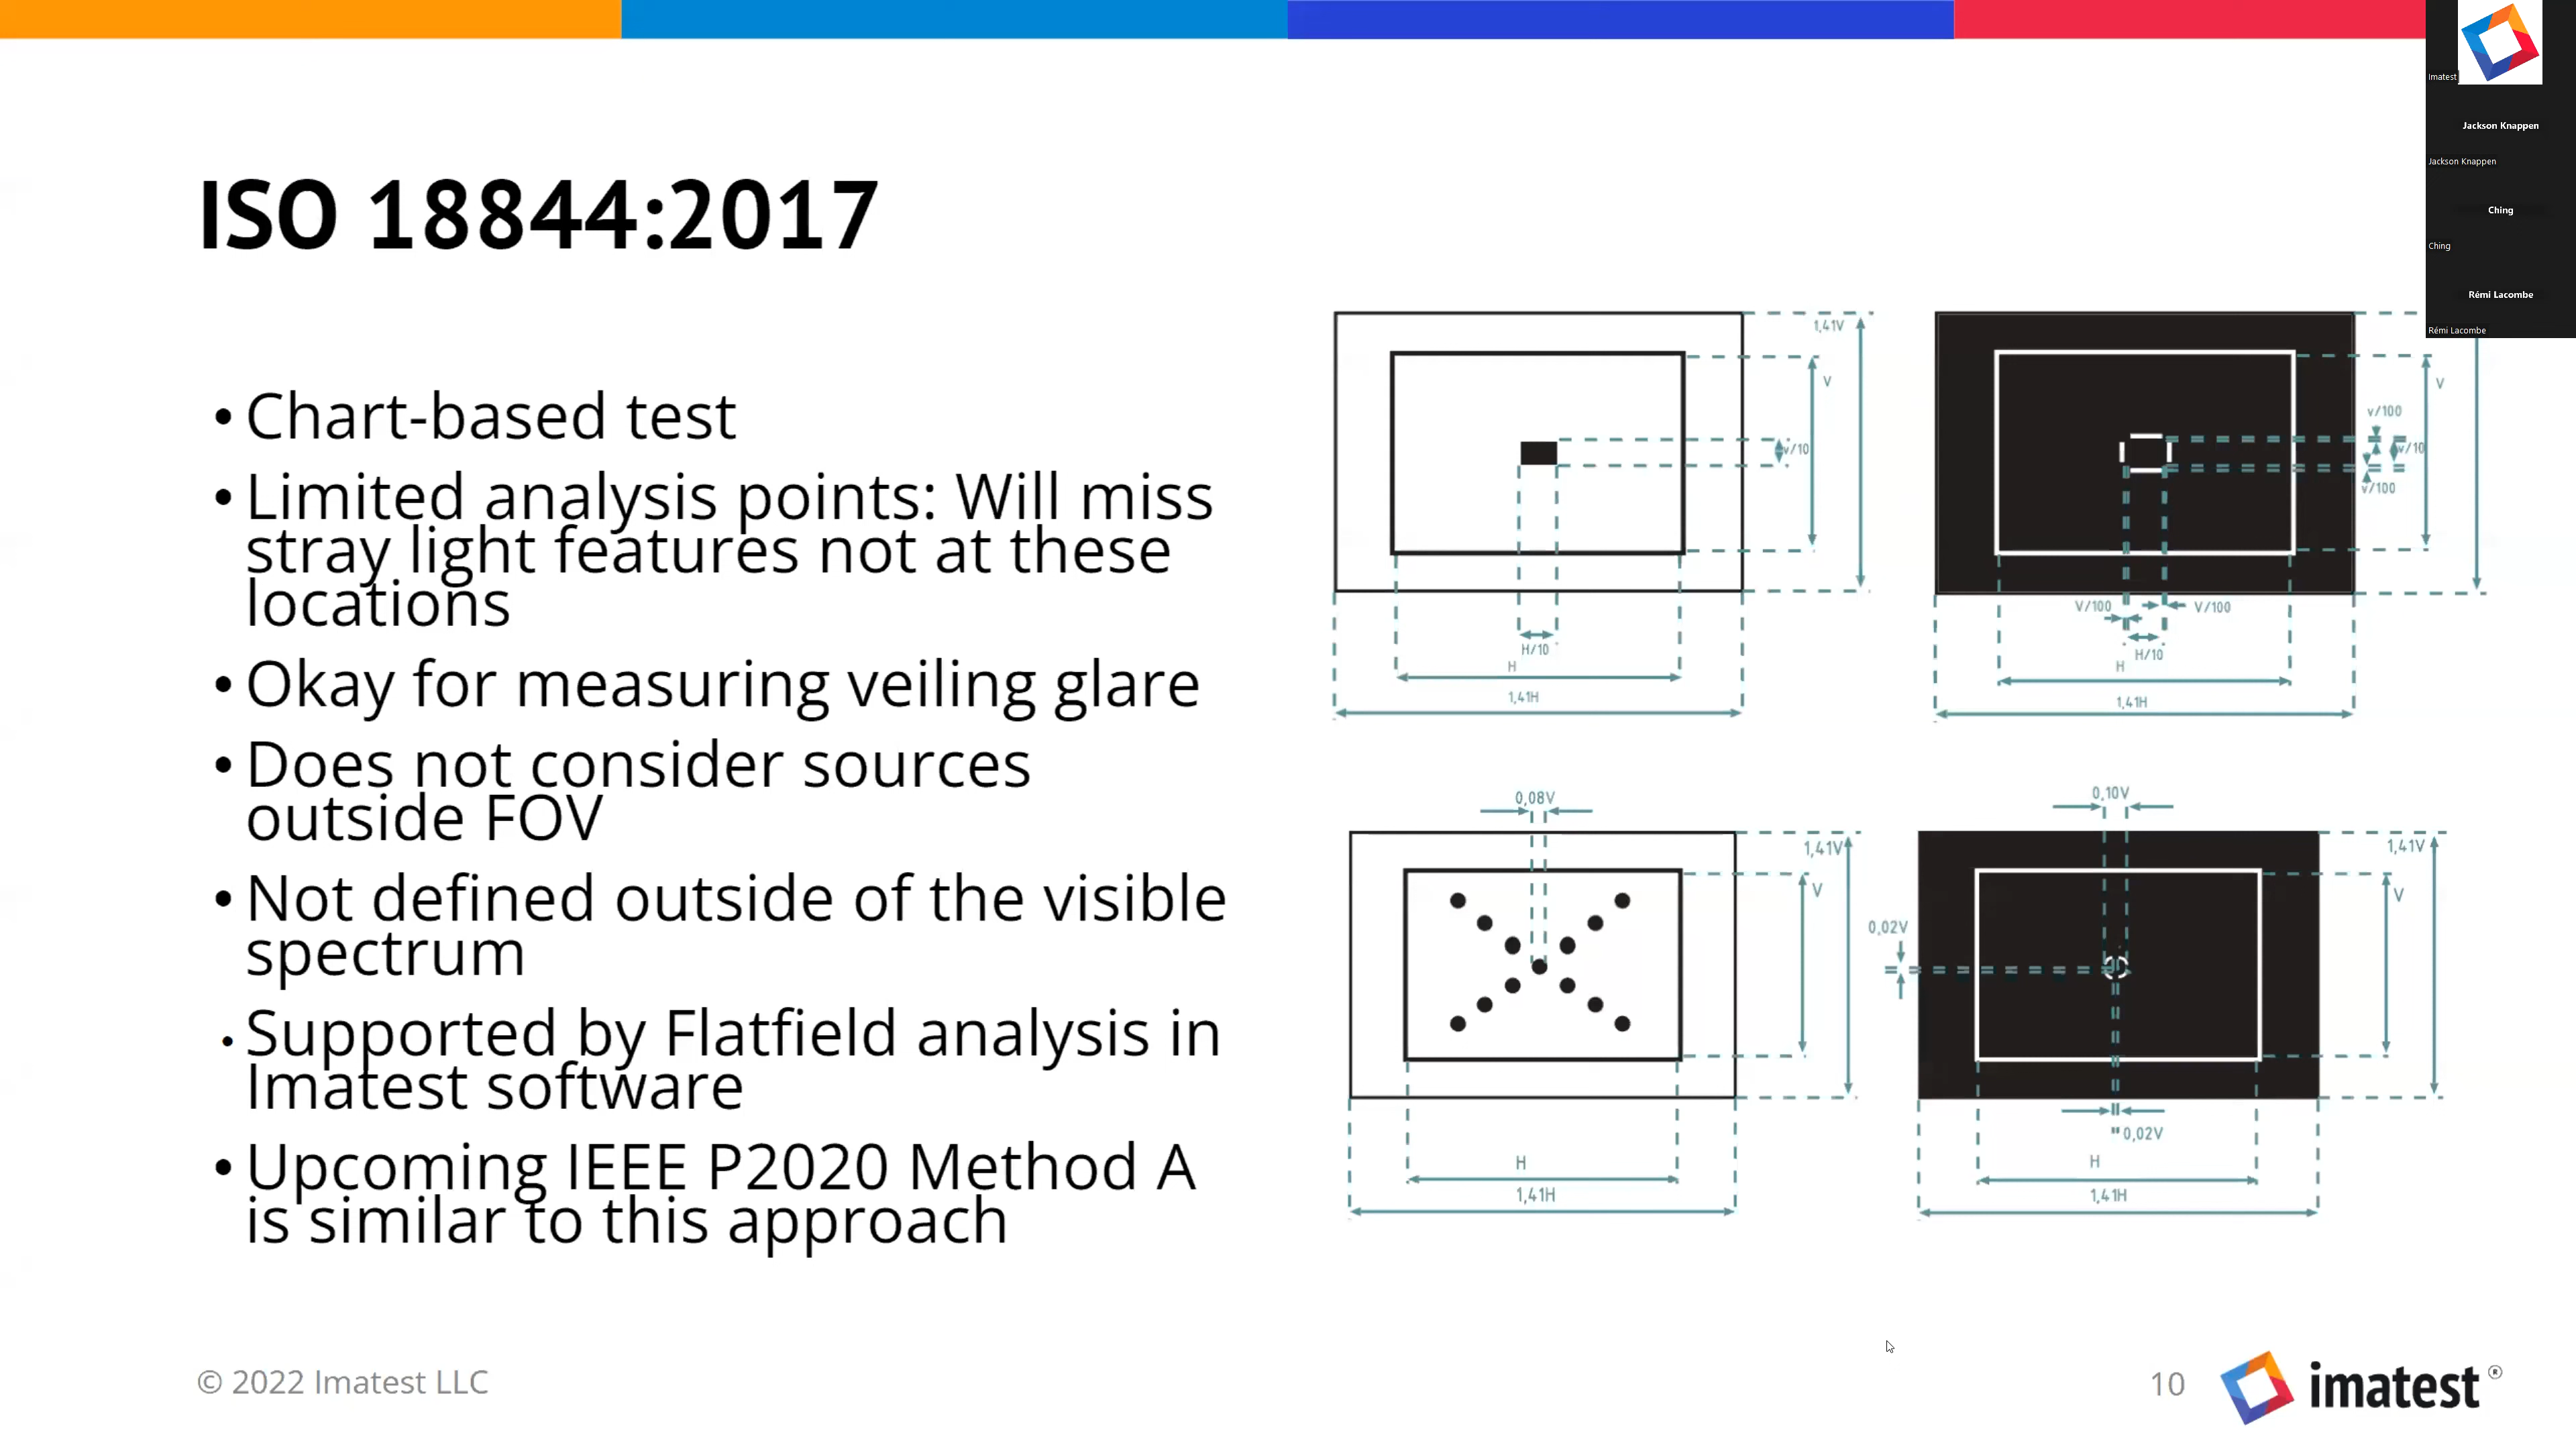 Imatest
Jackson Knappen
Jackson Knappen
Ching
Ching
Rémi Lacombe
Rémi Lacombe
ISO 18844:2017
• Chart-based test
• Limited analysis points: Will miss
stray light features not at these
locations
• Okay for measuring veiling glare
• Does not consider sources
outside FOV
• Not defined outside of the visible
spectrum
• Supported by Flatfield analysis in
Imatest software
• Upcoming IEEE P2020 Method A
is similar to this approach
1,41V
V
v/10
H/10
H
1,41H
V
v/100
v/10
v/100
V/100
V/100
H/10
H
1,41H
0,08V
1,41V
V
H
1,41H
0,10V
1,41V
V
0,02V
0,02V
H
1,41H
© 2022 Imatest LLC
10
imatest®